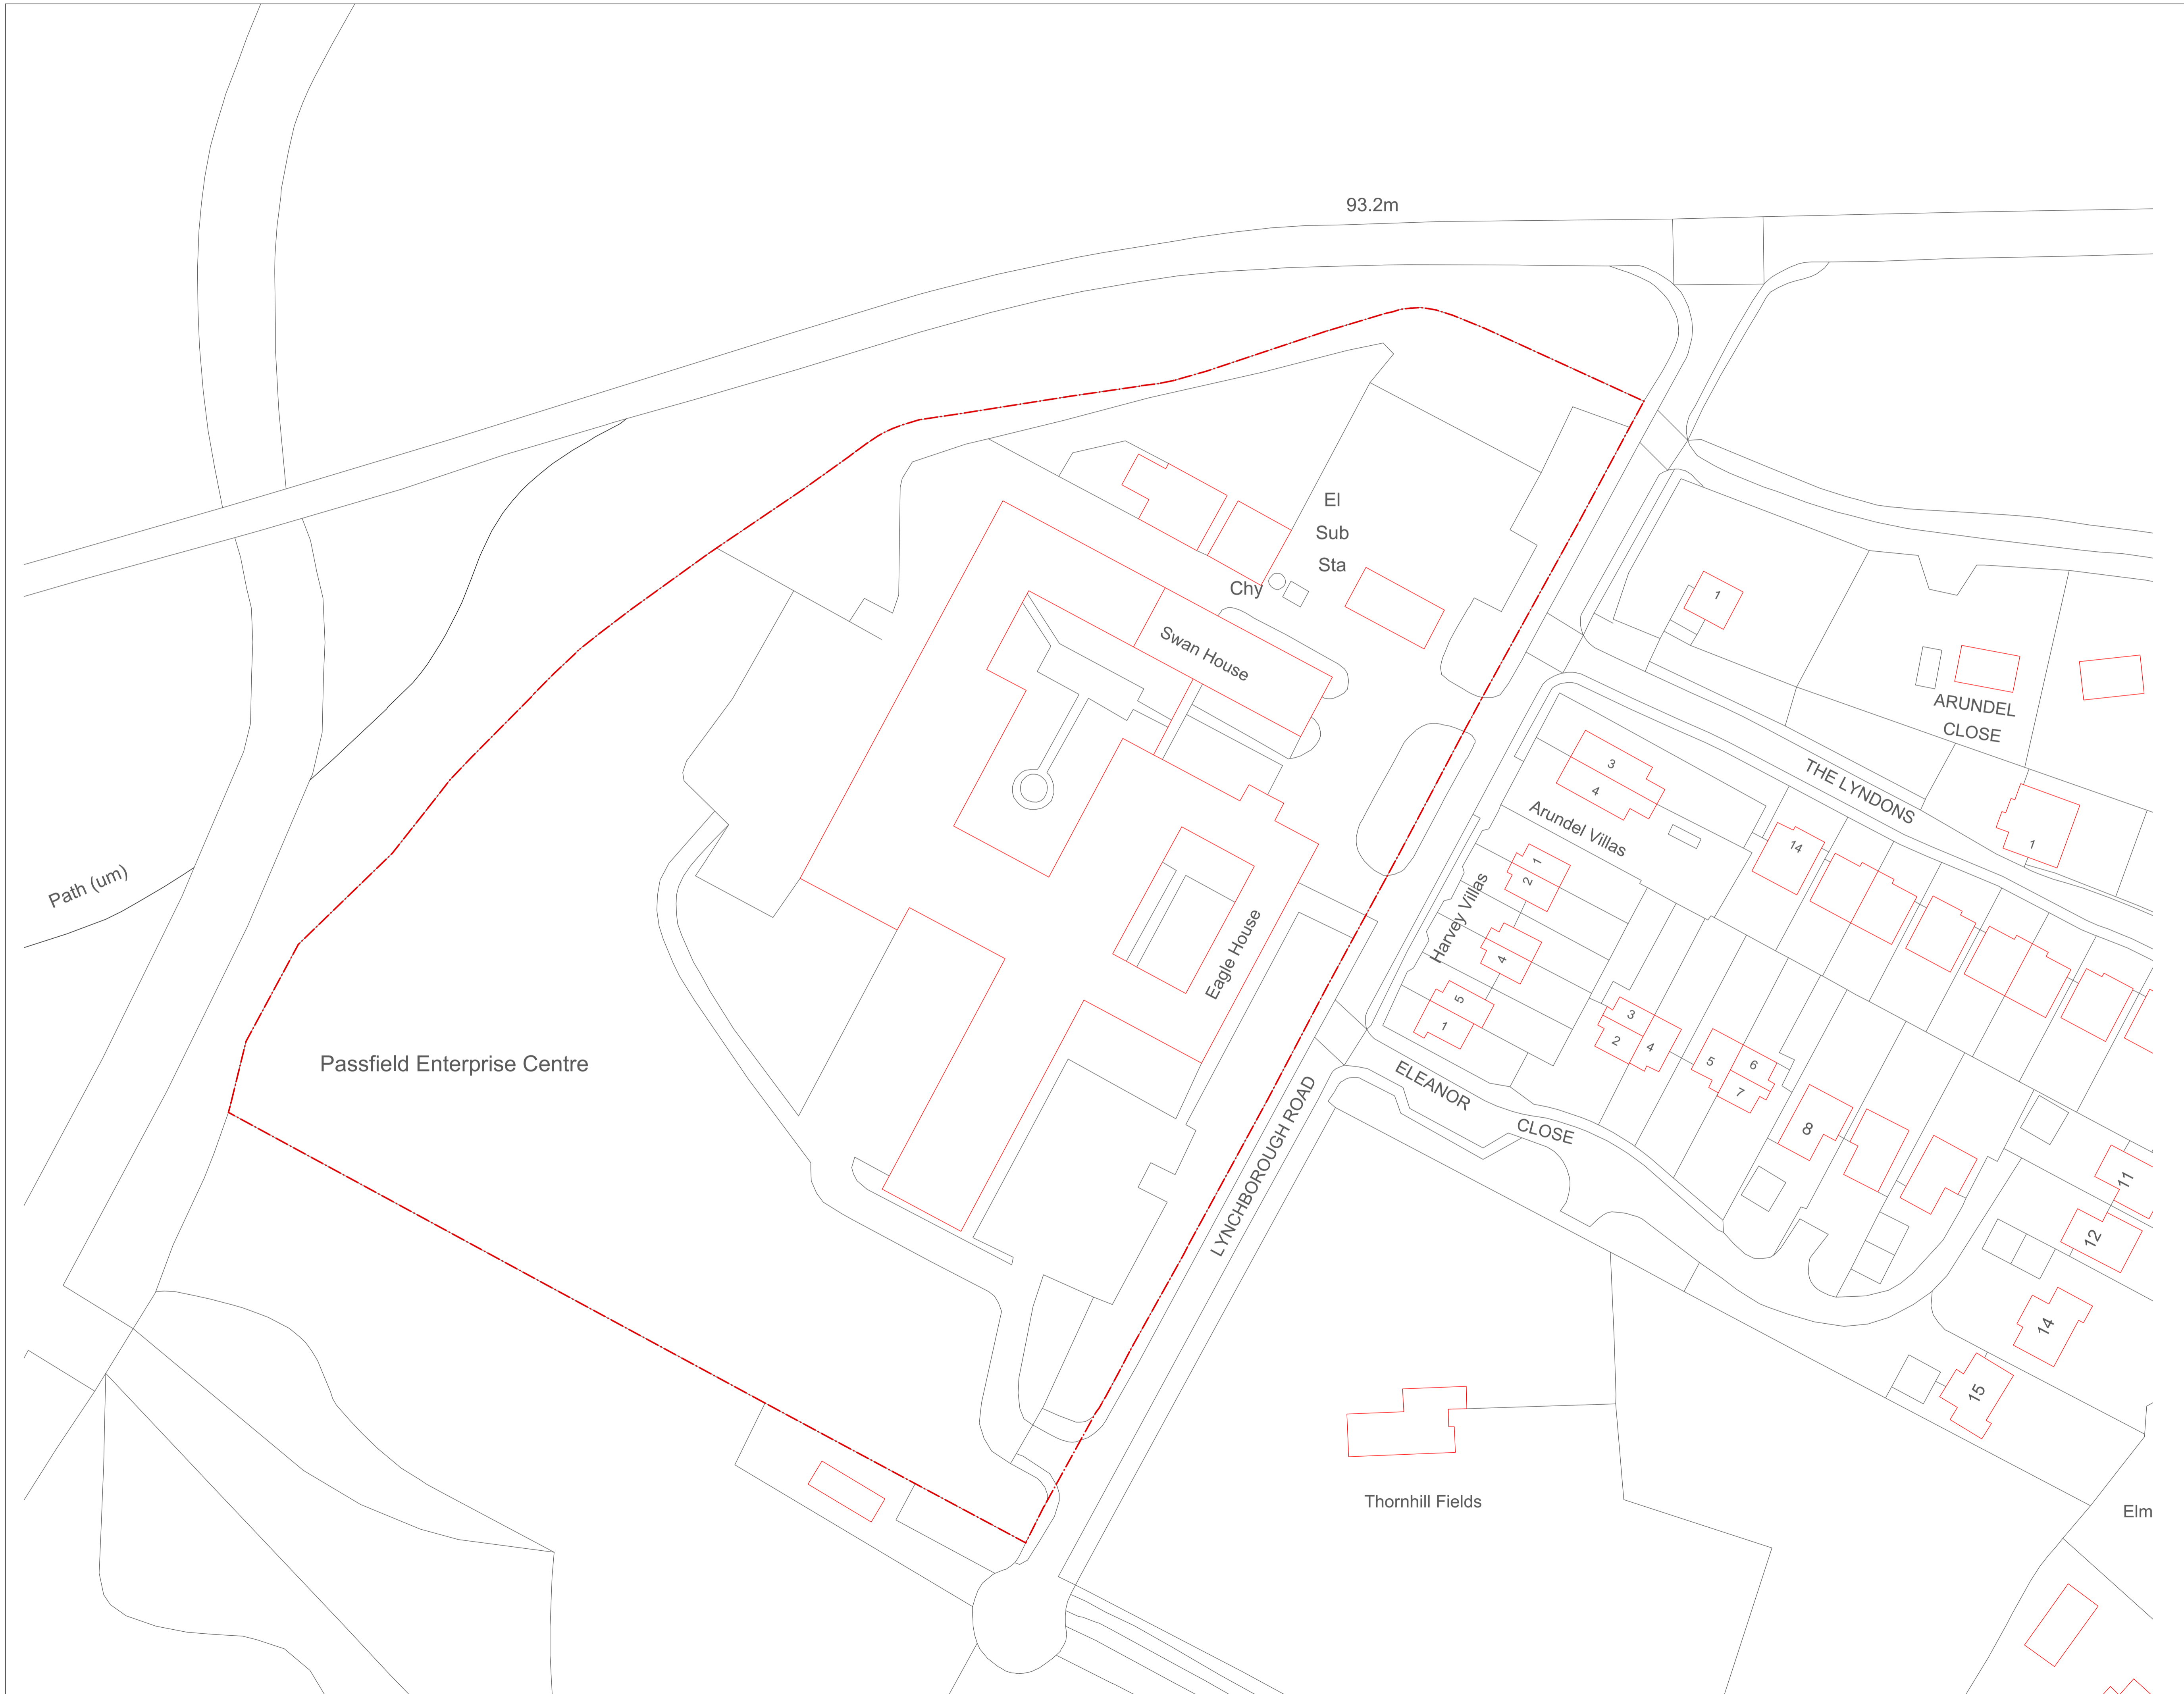 93.2m
El
Sub
Sta
Chy
Swan House
1
ARUNDEL
CLOSE
THE LYNDONS
3
4
Arundel Villas
14
1
1
2
Harvey Villas
4
5
1
Eagle House
Path (um)
Passfield Enterprise Centre
3
2
4
5
6
7
8
ELEANOR
CLOSE
LYNCHBOROUGH ROAD
11
12
14
15
Thornhill Fields
Elm